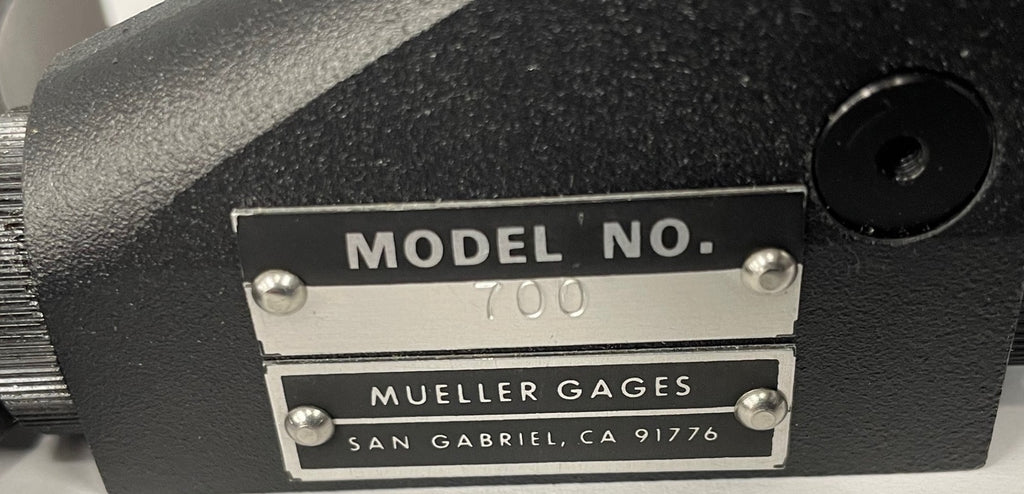 MODEL NO.
700
MUELLER GAGES
SAN GABRIEL, CA 91776